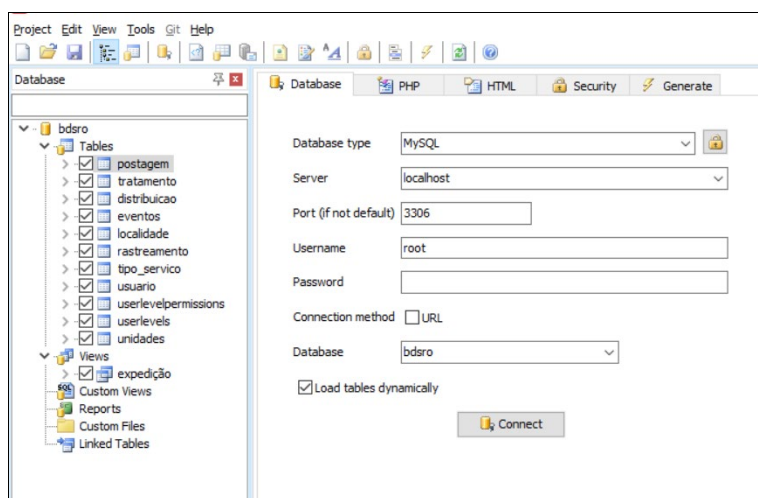 Project Edit View Tools Git Help
Database
bdsro
Tables
postagem
tratamento
distribuicao
eventos
localidade
rastreamento
tipo_servico
usuario
userlevelpermissions
userlevels
unidades
Views
expedição
SQL
Custom Views
Reports
Custom Files
Linked Tables
Database PHP HTML Security Generate
Database type MySQL
Server localhost
Port (if not default) 3306
Username root
Password
Connection method URL
Database bdsro
Load tables dynamically
Connect